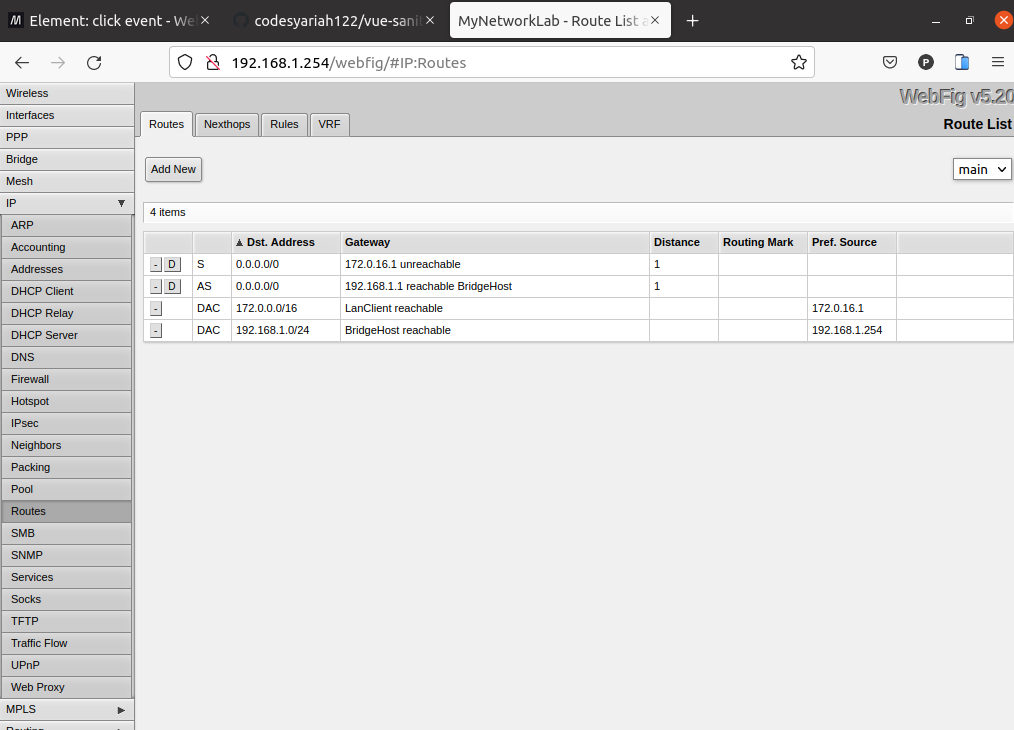 Element: click event - We
codesyariah122/vue-sanit
MyNetworkLab - Route List a
192.168.1.254/webfig/#IP:Routes
P
Wireless
Interfaces
PPP
Bridge
Mesh
IP
ARP
Accounting
Addresses
DHCP Client
DHCP Relay
DHCP Server
DNS
Firewall
Hotspot
IPsec
Neighbors
Packing
Pool
Routes
SMB
SNMP
Services
Socks
TFTP
Traffic Flow
UPnP
Web Proxy
MPLS
Routing
WebFig v5.20
Routes Nexthops Rules VRF
Route List
Add New
main
4 items
Dst. Address Gateway Distance Routing Mark Pref. Source
- D S 0.0.0.0/0 172.0.16.1 unreachable 1
- D AS 0.0.0.0/0 192.168.1.1 reachable BridgeHost 1
- DAC 172.0.0.0/16 LanClient reachable 172.0.16.1
- DAC 192.168.1.0/24 BridgeHost reachable 192.168.1.254